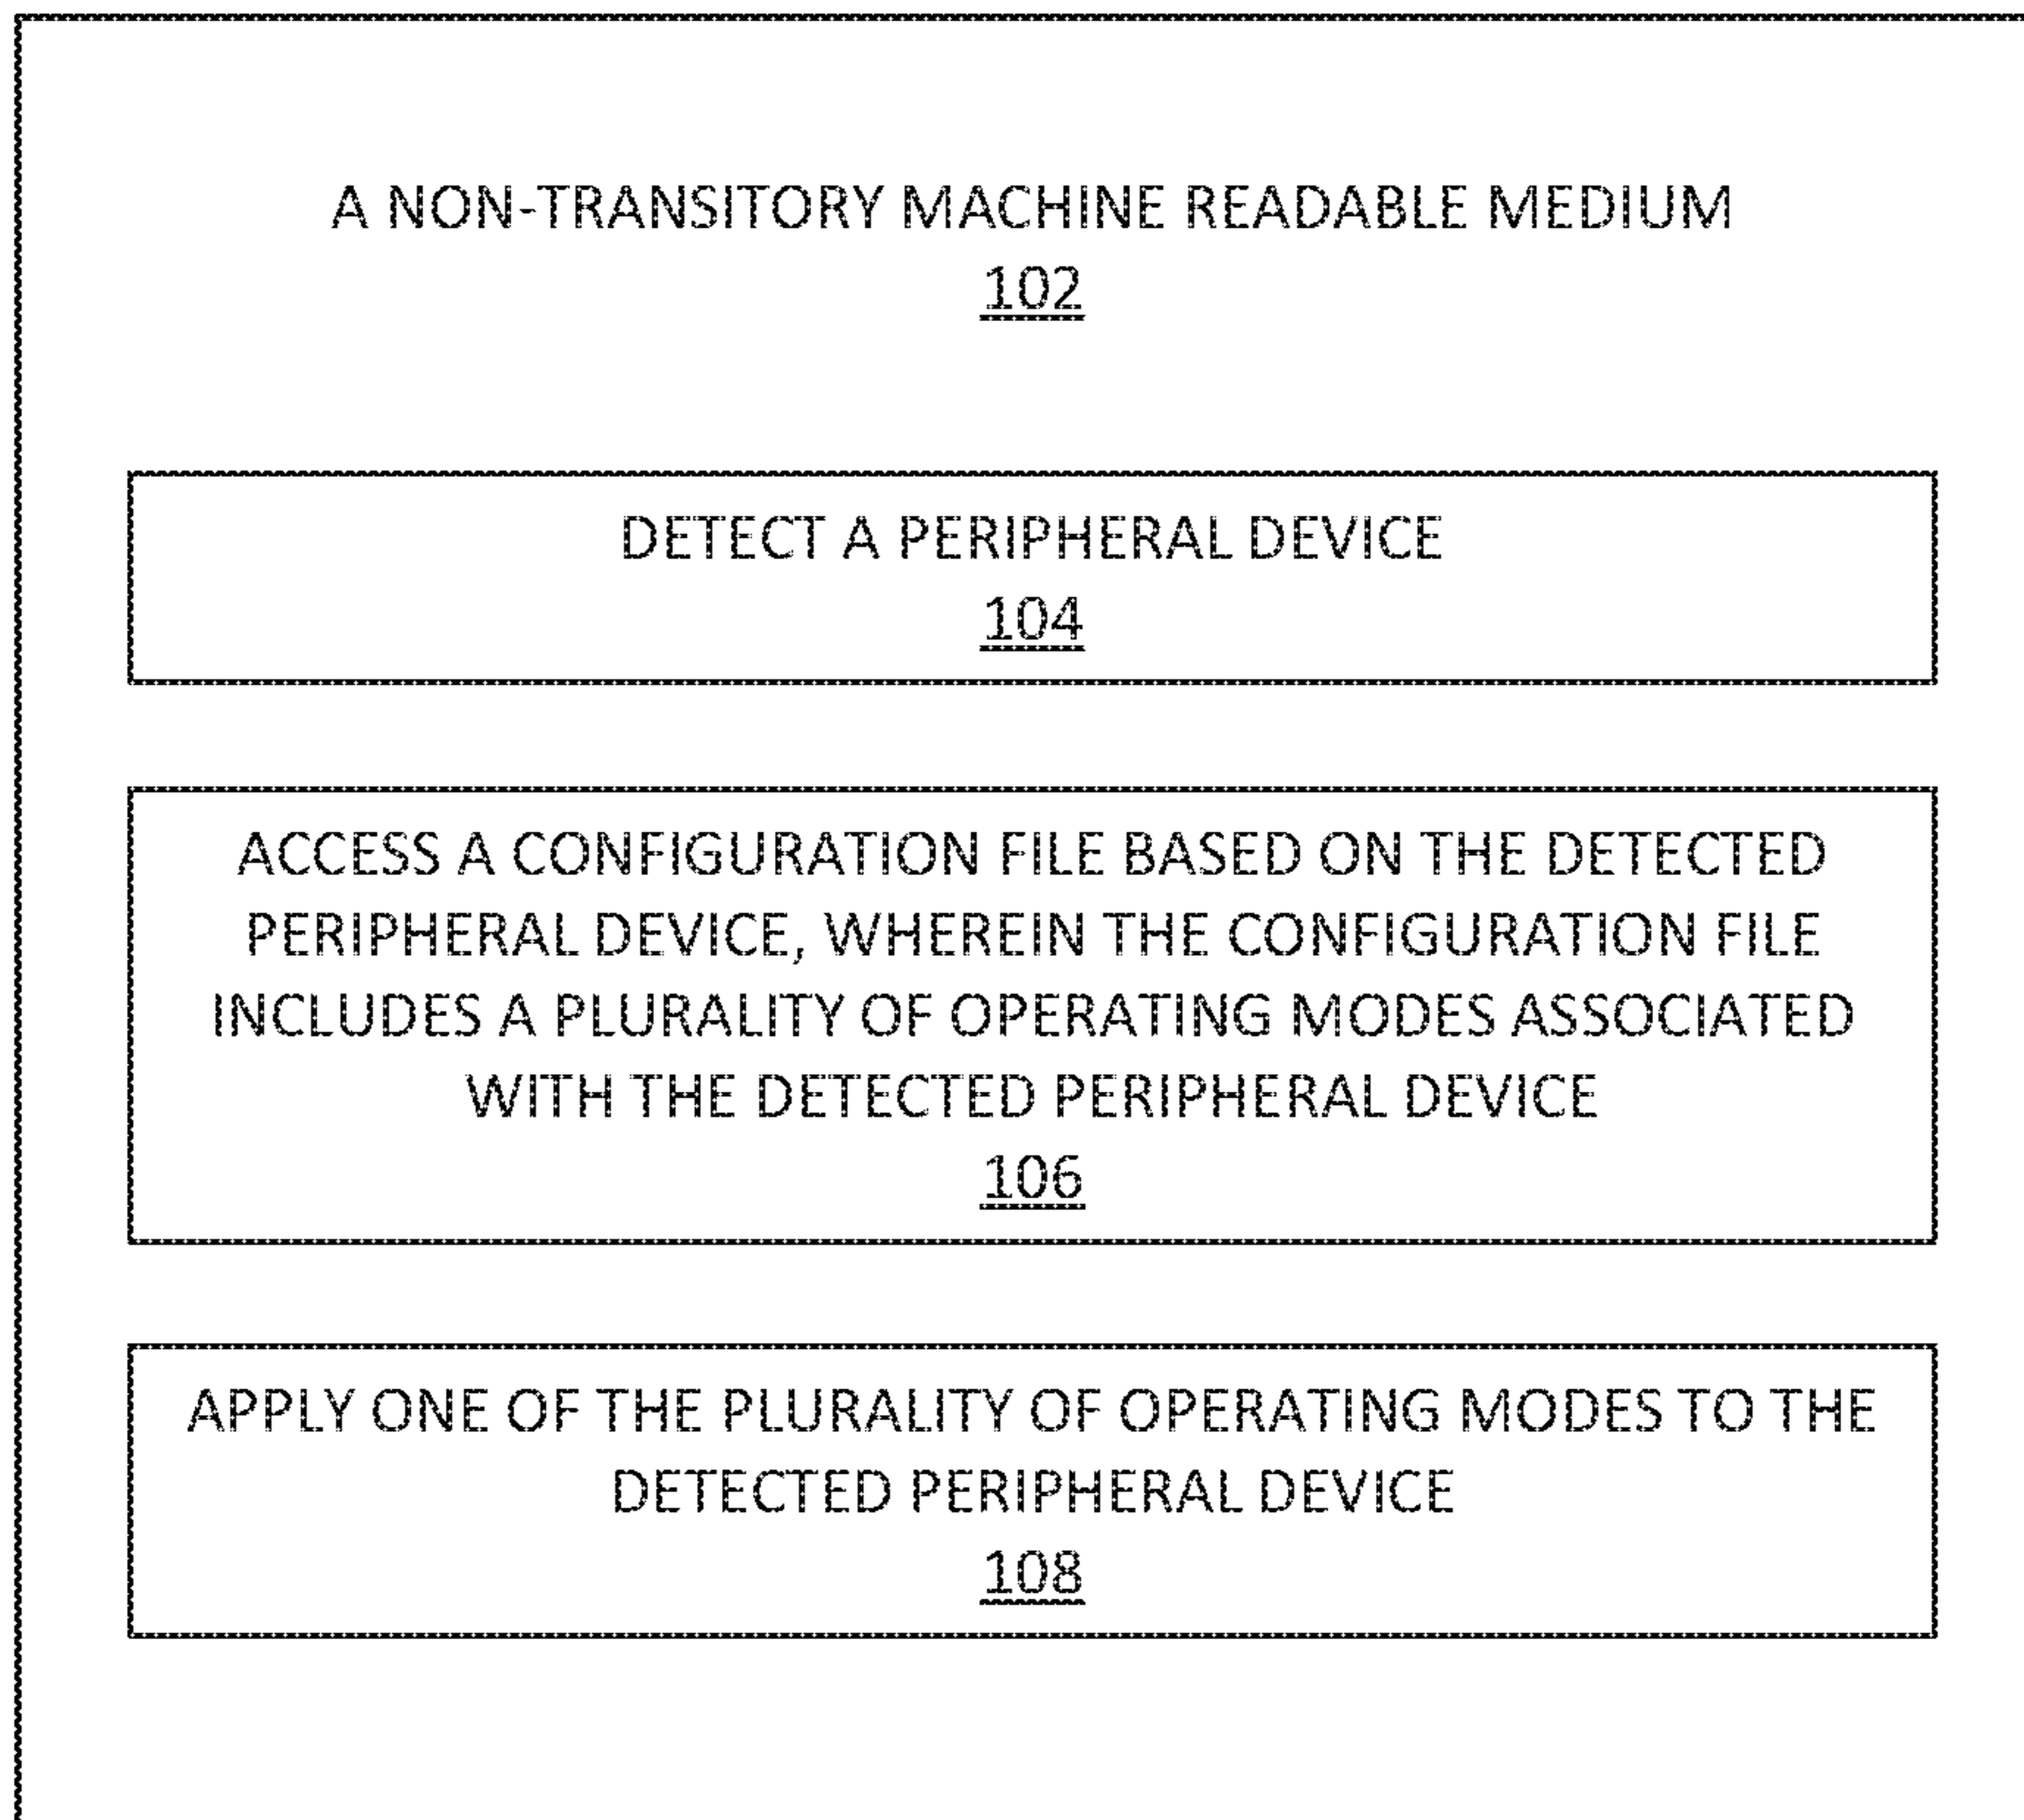 A NON-TRANSITORY MACHINE READABLE MEDIUM
102
DETECT A PERIPHERAL DEVICE
104
ACCESS A CONFIGURATION FILE BASED ON THE DETECTED
PERIPHERAL DEVICE, WHEREIN THE CONFIGURATION FILE
INCLUDES A PLURALITY OF OPERATING MODES ASSOCIATED
WITH THE DETECTED PERIPHERAL DEVICE
106
APPLY ONE OF THE PLURALITY OF OPERATING MODES TO THE
DETECTED PERIPHERAL DEVICE
108